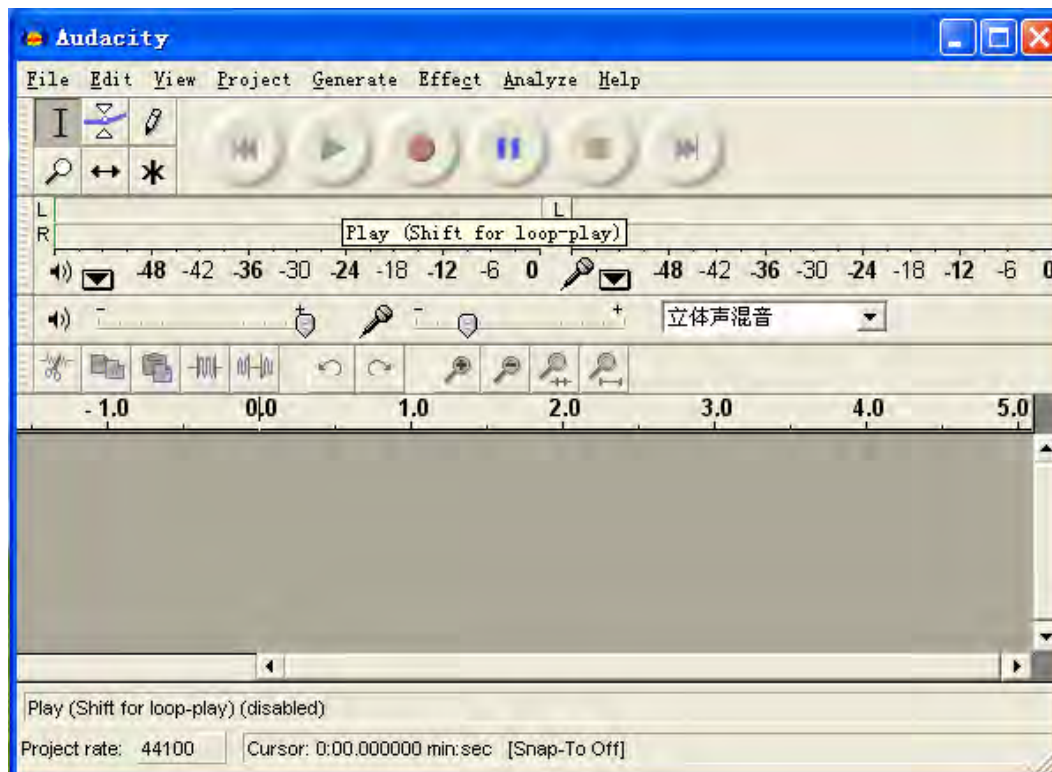 Audacity
File Edit View Project Generate Effect Analyze Help
L L
R Play (Shift for loop-play)
-48 -42 -36 -30 -24 -18 -12 -6 0 -48 -42 -36 -30 -24 -18 -12 -6 0
- + - + 立体声混音
- 1.0 0.0 1.0 2.0 3.0 4.0 5.0
Play (Shift for loop-play) (disabled)
Project rate: 44100 Cursor: 0:00.000000 min:sec [Snap-To Off]